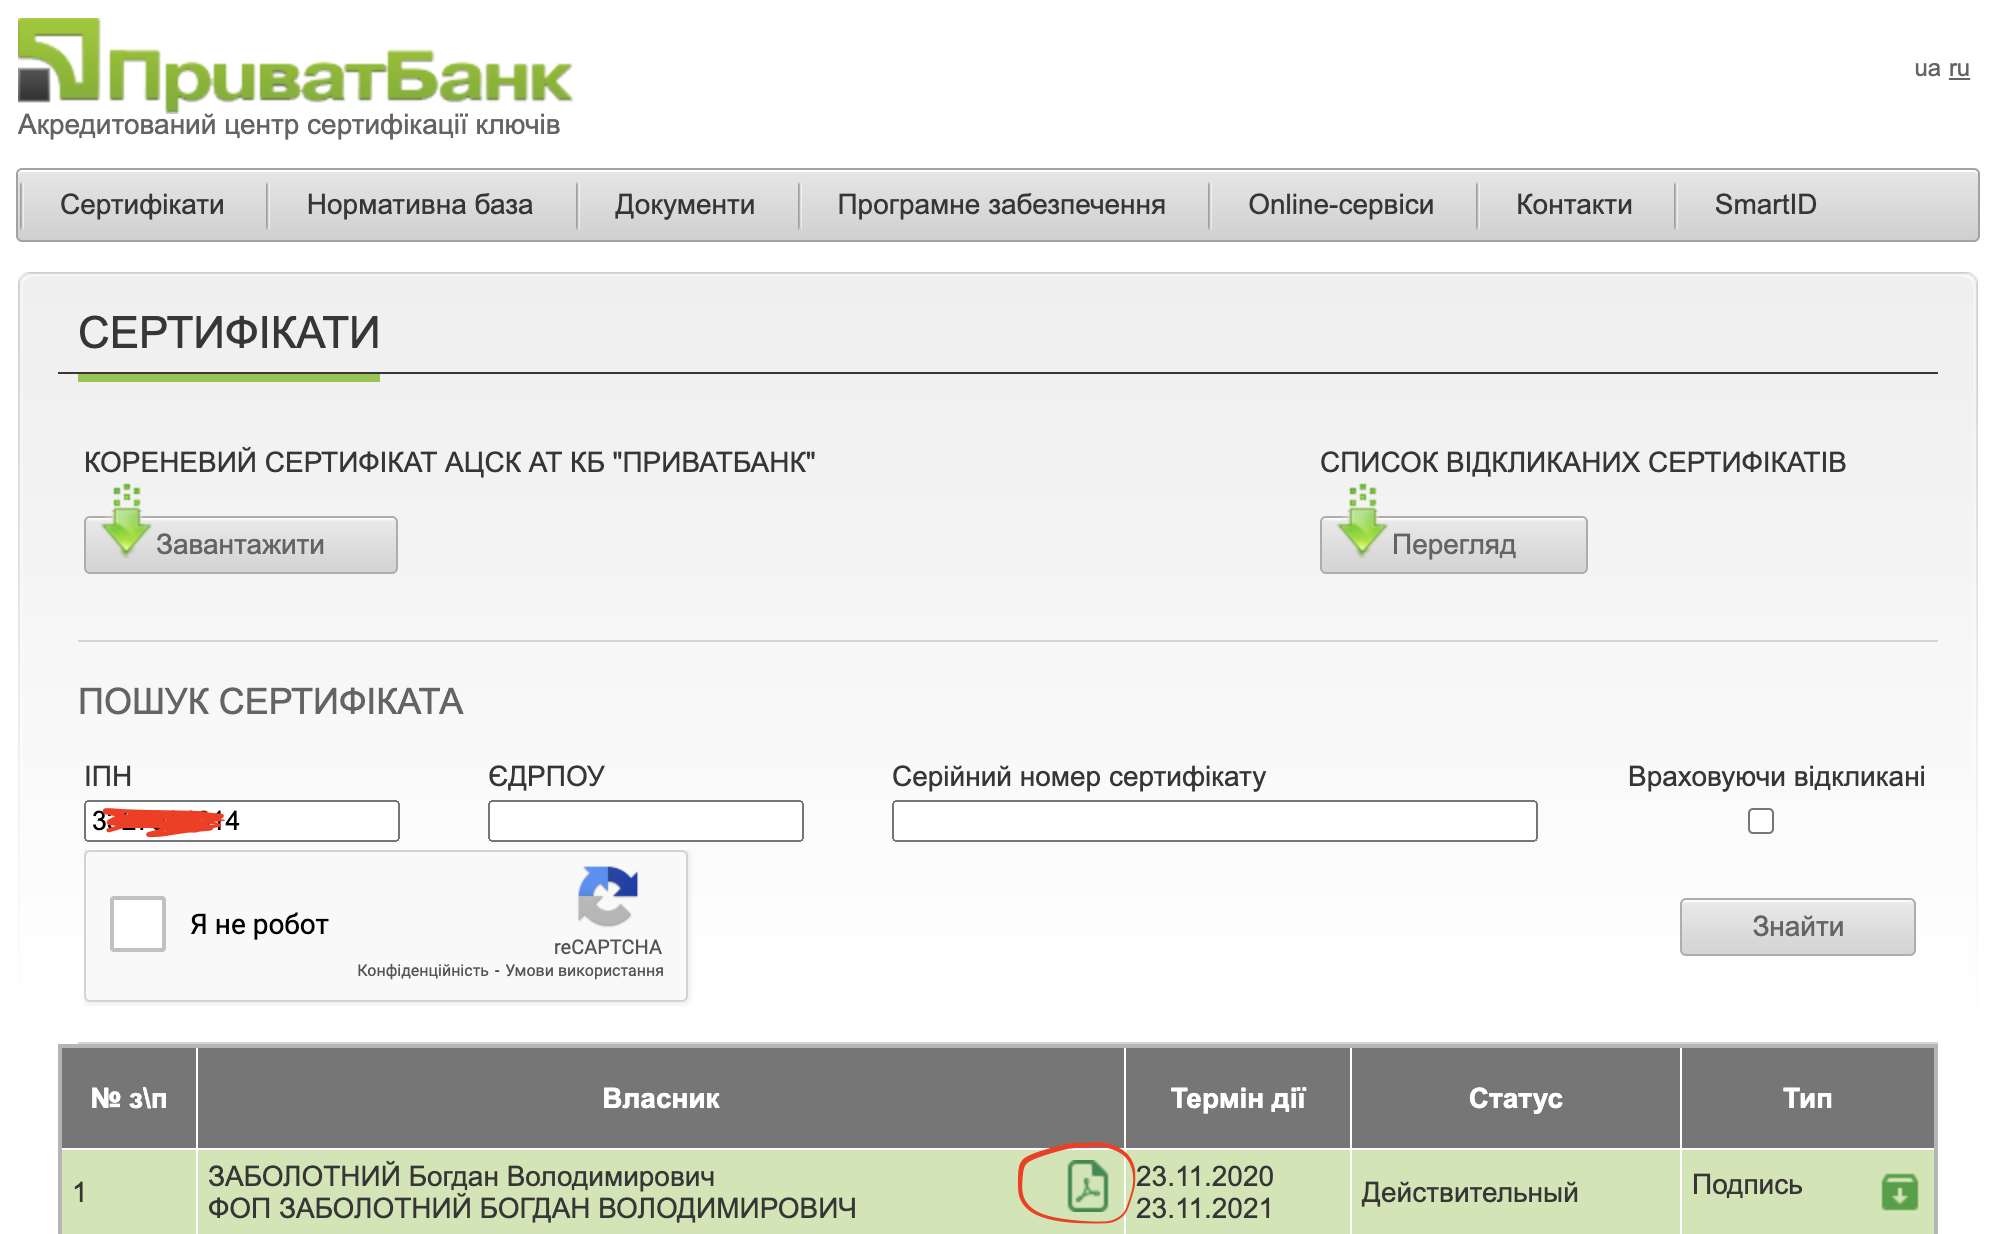 ПриватБанк
Акредитований центр сертифікації ключів
ua ru
Сертифікати
Нормативна база
Документи
Програмне забезпечення
Online-сервіси
Контакти
SmartID
СЕРТИФІКАТИ
КОРЕНЕВИЙ СЕРТИФІКАТ АЦСК АТ КБ "ПРИВАТБАНК"
Завантажити
СПИСОК ВІДКЛИКАНИХ СЕРТИФІКАТІВ
Перегляд
ПОШУК СЕРТИФІКАТА
ІПН
ЄДРПОУ
Серійний номер сертифікату
Враховуючи відкликані
Я не робот
reCAPTCHA
Конфіденційність - Умови використання
Знайти
№ з\п
Власник
Термін дії
Статус
Тип
1
ЗАБОЛОТНИЙ Богдан Володимирович
ФОП ЗАБОЛОТНИЙ БОГДАН ВОЛОДИМИРОВИЧ
23.11.2020
23.11.2021
Действительный
Подпись